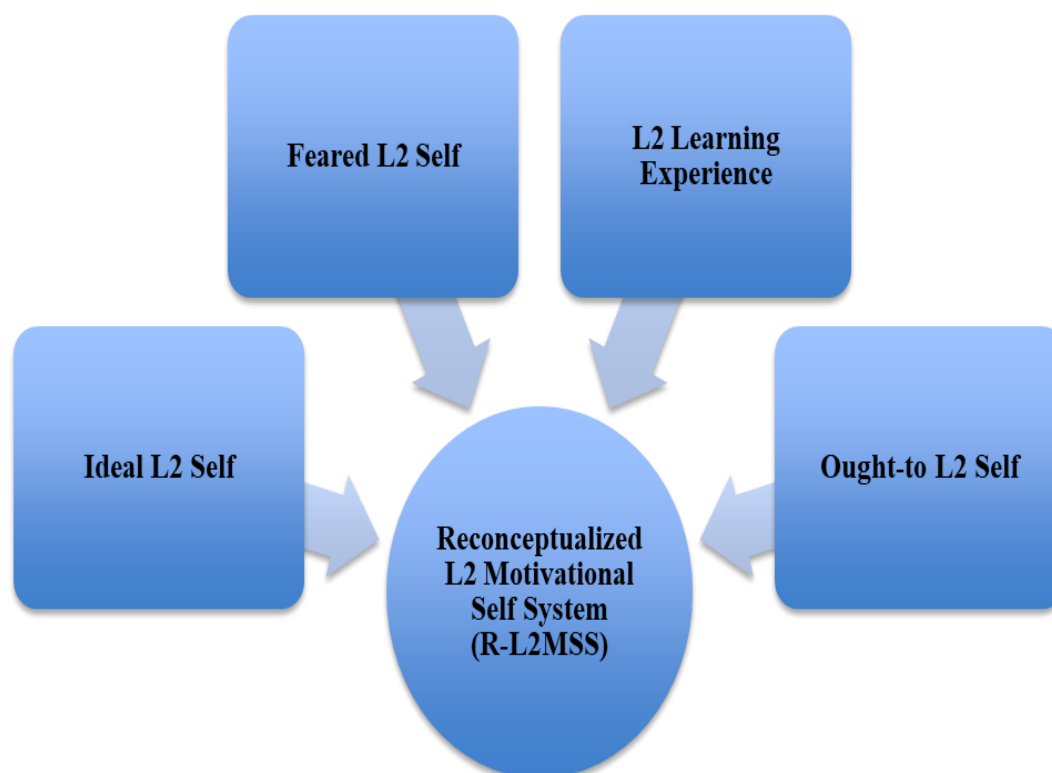 Feared L2 Self
L2 Learning
Experience
Ideal L2 Self
Ought-to L2 Self
Reconceptualized
L2 Motivational
Self System
(R-L2MSS)